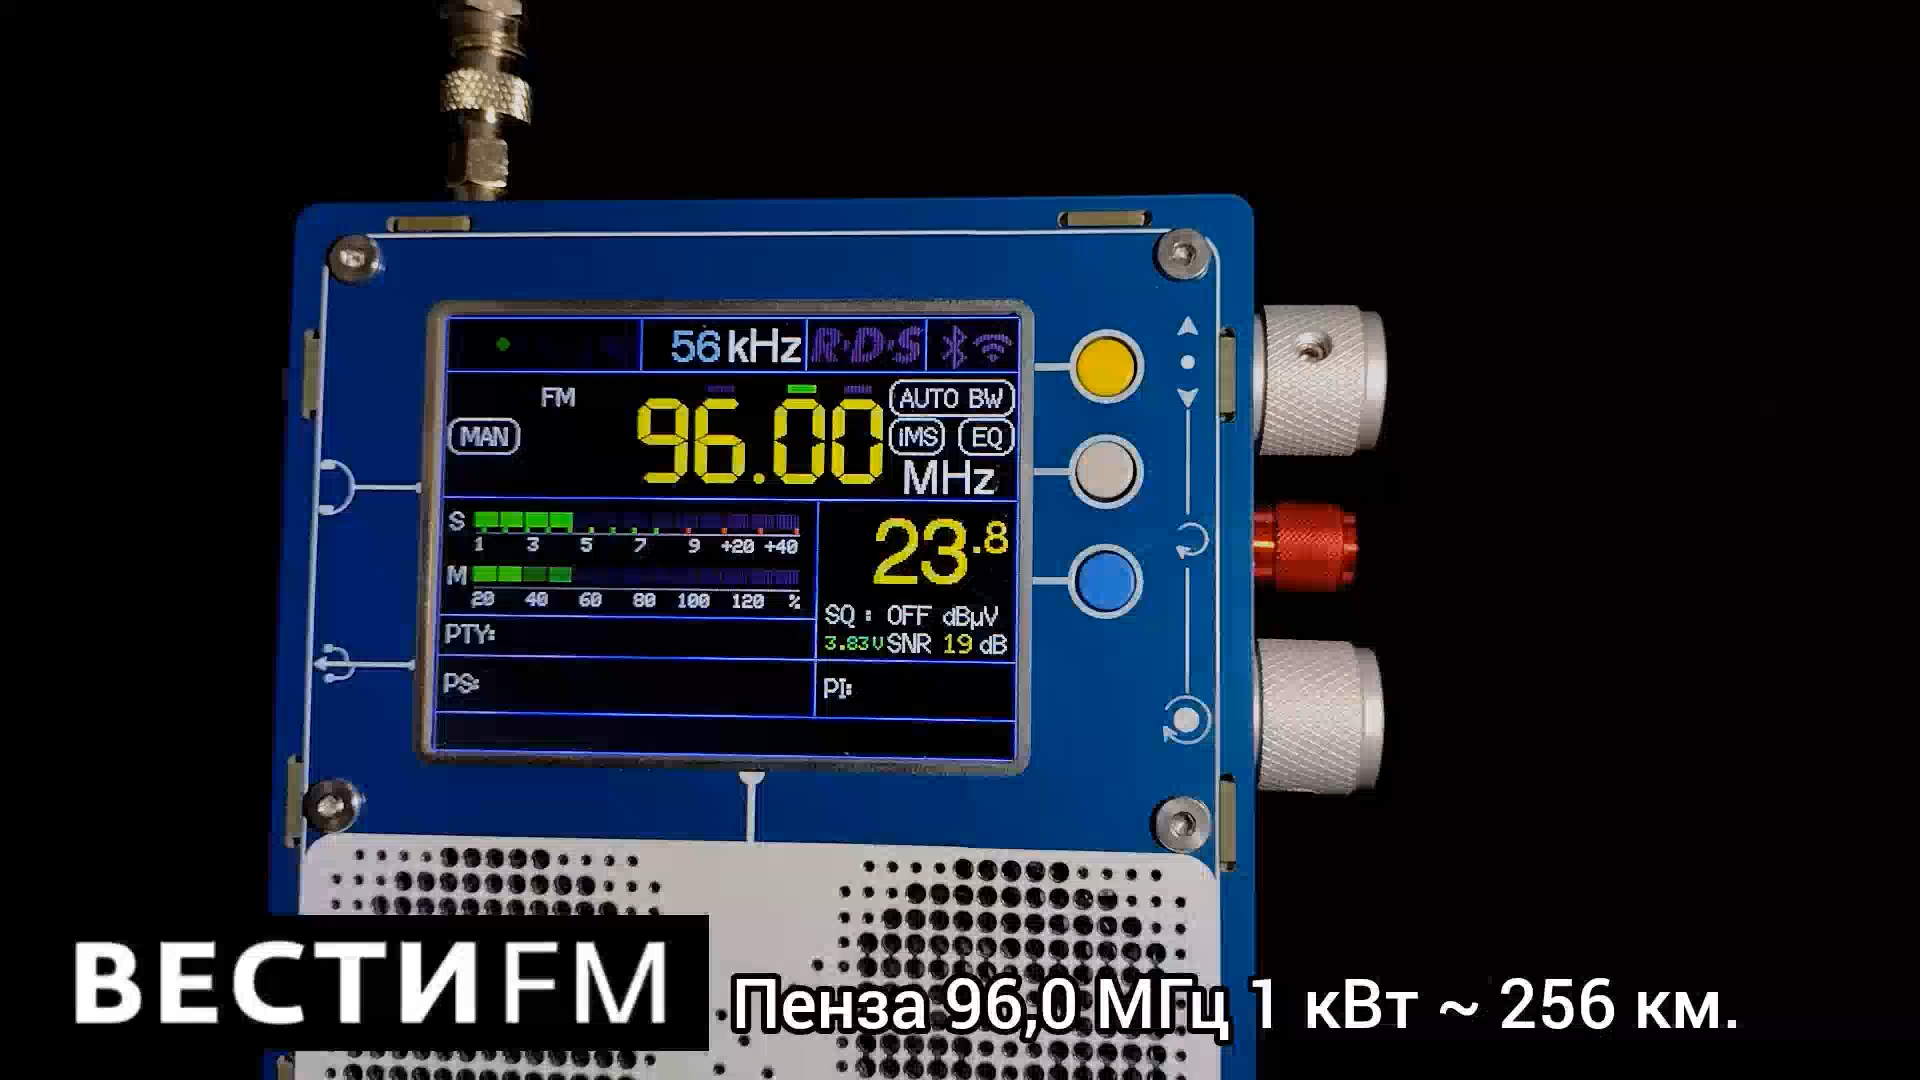 56 kHz R·D·S
FM
96.00 AUTO BW
MAN iMS EQ
MHz
S
1 3 5 7 9 +20 +40
M
20 40 60 80 100 120 %
23.8
SQ : OFF dBµV
3.83V SNR 19 dB
PTY:
PS:
PI:
ВЕСТИ FM
Пенза 96,0 МГц 1 кВт ~ 256 км.